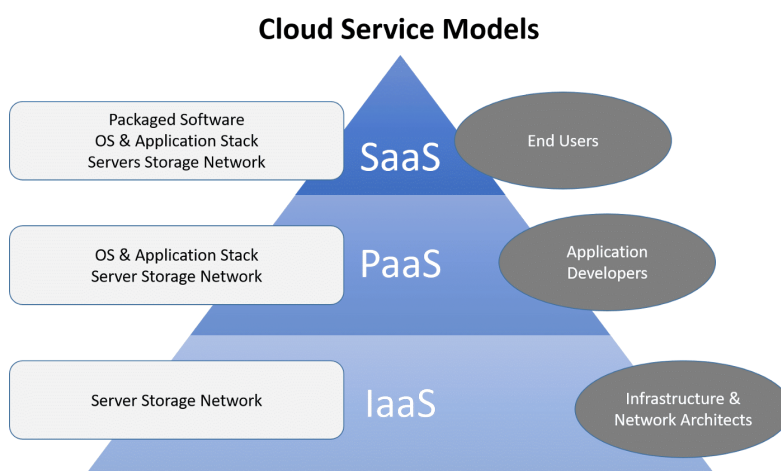 Cloud Service Models
Packaged Software
OS & Application Stack
Servers Storage Network
SaaS
End Users
OS & Application Stack
Server Storage Network
PaaS
Application
Developers
Server Storage Network
IaaS
Infrastructure &
Network Architects